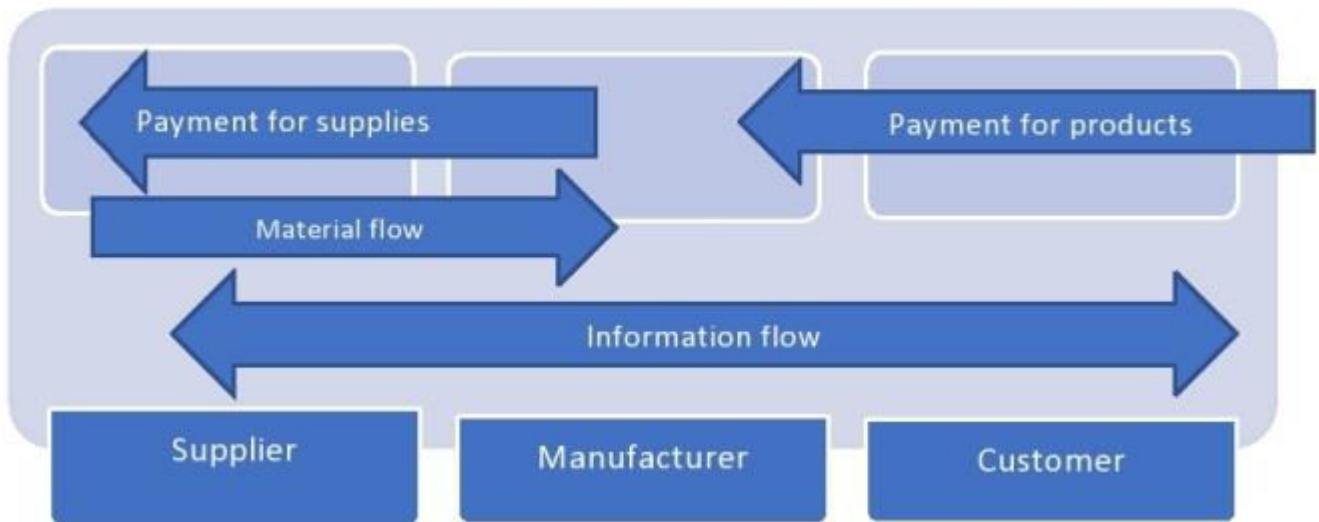 Payment for supplies
Payment for products
Material flow
Information flow
Supplier
Manufacturer
Customer